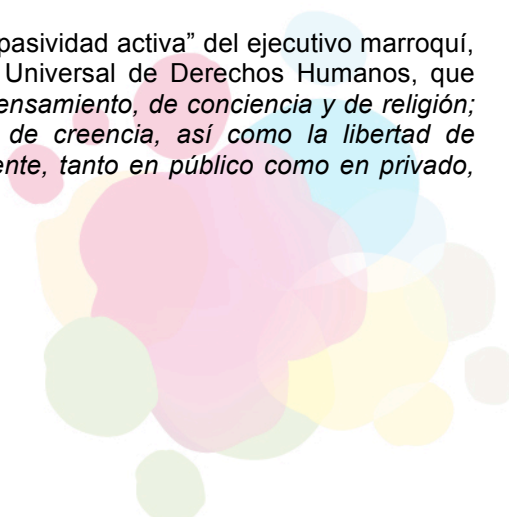 pasividad activa” del ejecutivo marroquí,
Universal de Derechos Humanos, que
ensamiento, de conciencia y de religión;
de creencia, así como la libertad de
ente, tanto en público como en privado,